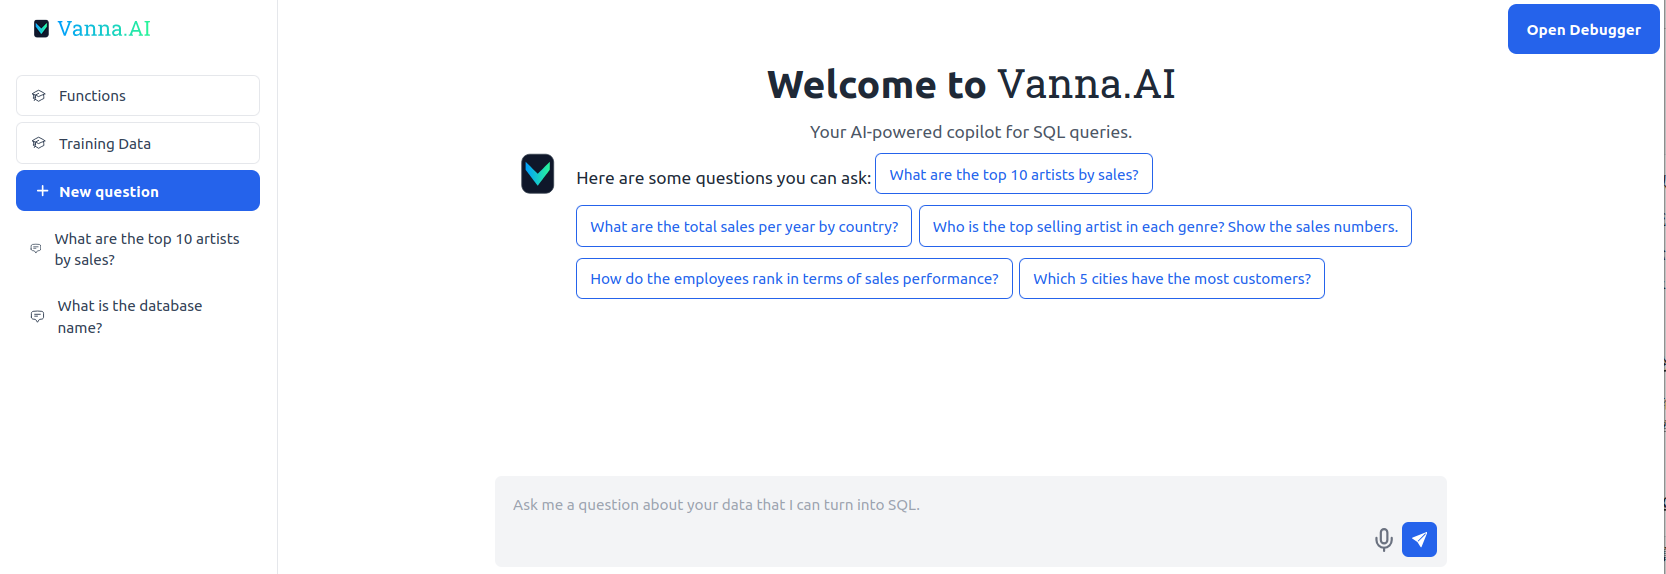 Vanna.AI
Functions
Training Data
New question
What are the top 10 artists
by sales?
What is the database
name?
Open Debugger
Welcome to Vanna.AI
Your AI-powered copilot for SQL queries.
Here are some questions you can ask: What are the top 10 artists by sales?
What are the total sales per year by country? Who is the top selling artist in each genre? Show the sales numbers.
How do the employees rank in terms of sales performance? Which 5 cities have the most customers?
Ask me a question about your data that I can turn into SQL.